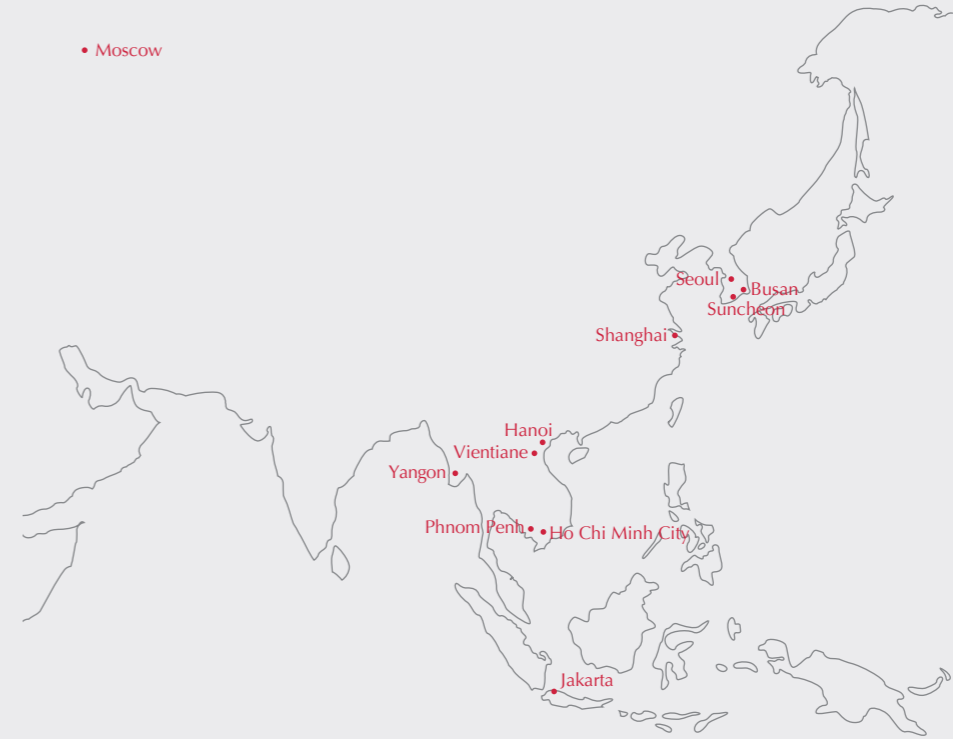 Moscow
Seoul
Busan
Suncheon
Shanghai
Hanoi
Vientiane
Yangon
Phnom Penh
Ho Chi Minh City
Jakarta